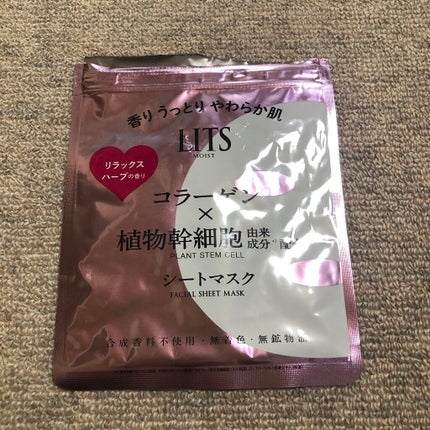 香り うっとり やわらか肌
LITS
MOIST
リラックス
ハーブの香り
コラーゲン
×
植物幹細胞 由来
成分
PLANT STEM CELL
シートマスク
FACIAL SHEET MASK
合成香料不使用・無着色・無鉱物油